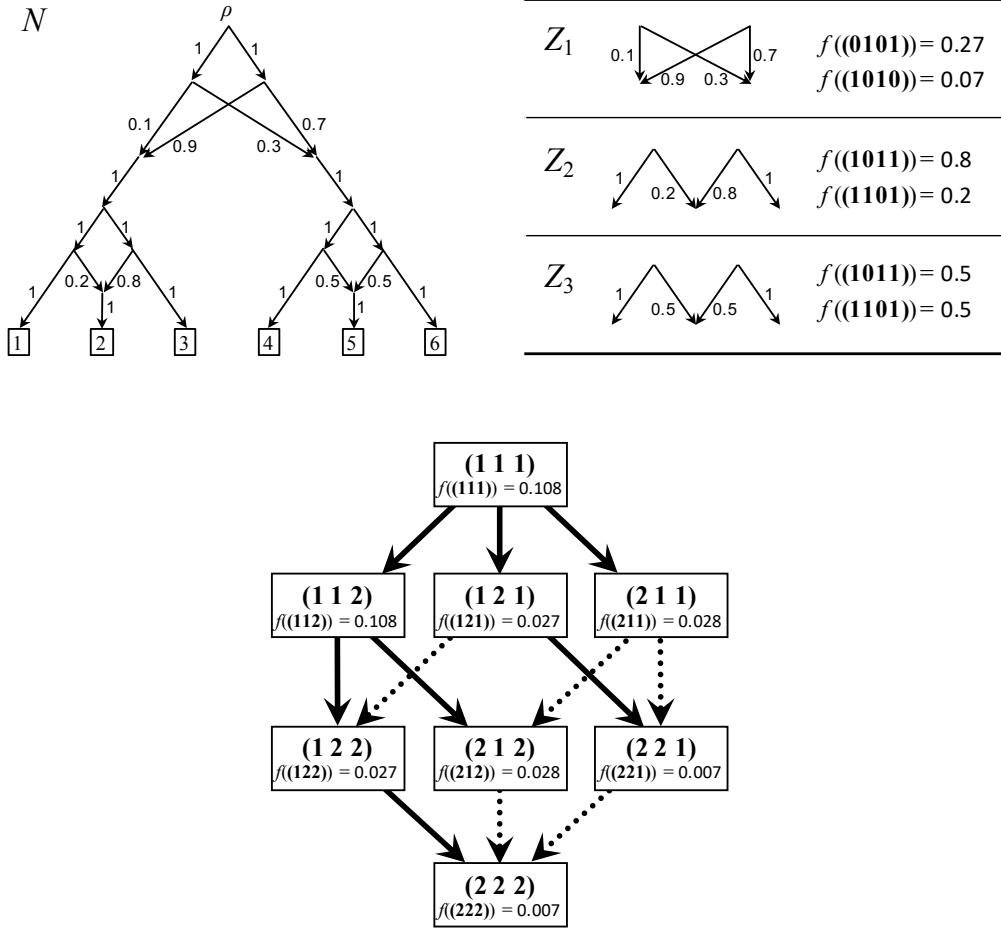 N
ρ
1 1
0.1 0.9 0.3 0.7
1 1
1 1 1 1
1 0.2 0.8 1 1 0.5 0.5 1
1 1
1 2 3 4 5 6
Z1
0.1 0.9 0.3 0.7
f((0101)) = 0.27
f((1010)) = 0.07
Z2
1 0.2 0.8 1
f((1011)) = 0.8
f((1101)) = 0.2
Z3
1 0.5 0.5 1
f((1011)) = 0.5
f((1101)) = 0.5
(1 1 1)
f((111)) = 0.108
(1 1 2)
f((112)) = 0.108
(1 2 1)
f((121)) = 0.027
(2 1 1)
f((211)) = 0.028
(1 2 2)
f((122)) = 0.027
(2 1 2)
f((212)) = 0.028
(2 2 1)
f((221)) = 0.007
(2 2 2)
f((222)) = 0.007